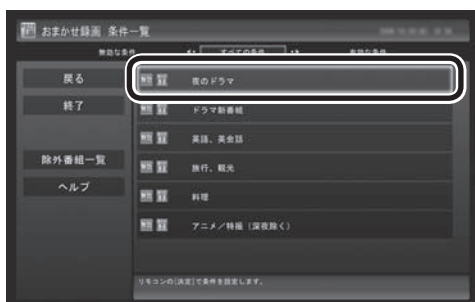 おまかせ録画 条件一覧
無効な条件 すべての条件 有効な条件
戻る
終了
除外番組一覧
ヘルプ
夜のドラマ
ドラマ新番組
英語、英会話
旅行、観光
料理
アニメ/特撮（深夜除く）
リモコンの[決定]で条件を設定します。